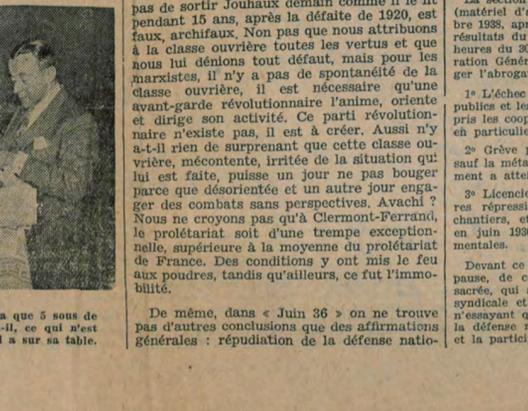 a que 5 sous de
-il, ce qui n'est
l a sur sa table.
pas de sortir Jouhaux demain comme il le fit
pendant 15 ans, après la défaite de 1920, est
faux, archifaux. Non pas que nous attribuons
à la classe ouvrière toutes les vertus et que
nous lui dénions tout défaut, mais pour les
marxistes, il n'y a pas de spontanéité de la
classe ouvrière, il est nécessaire qu'une
avant-garde révolutionnaire l'anime, oriente
et dirige son activité. Ce parti révolution-
naire n'existe pas, il est à créer. Aussi n'y
a-t-il rien de surprenant que cette classe ou-
vrière, mécontente, irritée de la situation qui
lui est faite, puisse un jour ne pas bouger
parce que désorientée et un autre jour enga-
ger des combats sans perspectives. Avachi ?
Nous ne croyons pas qu'à Clermont-Ferrand,
le prolétariat soit d'une trempe exception-
nelle, supérieure à la moyenne du prolétariat
de France. Des conditions y ont mis le feu
aux poudres, tandis qu'ailleurs, ce fut l'immo-
bilité.
De même, dans « Juin 36 » on ne trouve
pas d'autres conclusions que des affirmations
générales : répudiation de la défense natio-
(matériel d'
bre 1938, apr
résultats du
heures du 30
ration Génér
ger l'abroga
1° L'échec
publics et le
pris les coop
en particulie
2° Grève p
sauf la méta
ment a attei
3° Licencie
res répressi
chantiers, et
en juin 193
mentales.
Devant ce
pause, de c
sacrée, qui
syndicale et
n'essayant q
la défense
et la partici